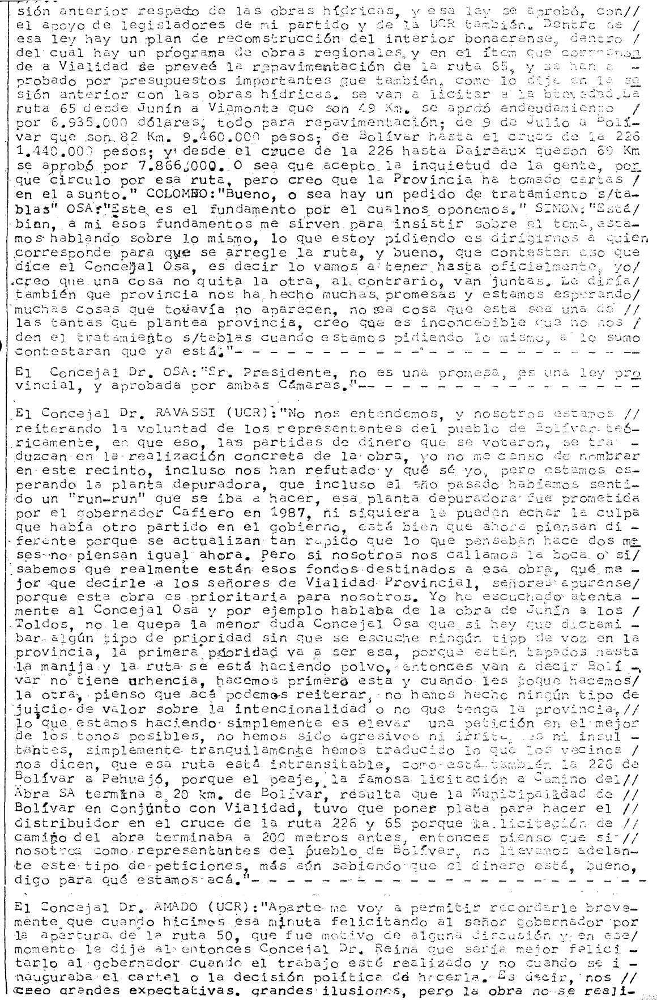 sión anterior respecto de las obras hídricas, y esa ley se aprobó, con//
el apoyo de legisladores de mi partido y de la UCR también. Dentro de /
esa ley hay un plan de recomstrucción del interior bonaerense, dentro /
del cual hay un programa de obras regionales, y en el ítem que correspon
de a Vialidad se preveé la repavimentación de la ruta 65, y se han a -
probado por presupuestos importantes que también, como lo dije en la se
sión anterior con las obras hídricas. se van a licitar a la btevedad.La
ruta 65 desde Junín a Viamonte que son 49 Km. se aprdó endeudamiento /
por 6.935.000 dólares, todo para repavimentación; de 9 de Julio a Bolí-
var que son 82 Km. 9.460.000 pesos; de Bolívar hasta el cruce de la 226
1.440.000 pesos; y desde el cruce de la 226 hasta Daireaux queson 69 Km
se aprobó por 7.866.000. O sea que acepto la inquietud de la gente, por
que circulo por esa ruta, pero creo que la Provincia ha tomado cartas /
en el asunto." COLOMBO:"Bueno, o sea hay un pedido de tratamiento s/ta-
blas" OSA:"Este es el fundamento por el cualnos oponemos." SIMON:"Está/
bien, a mi esos fundamentos me sirven para insistir sobre el tema,esta-
mos hablando sobre lo mismo, lo que estoy pidiendo es dirigirnos a quien
corresponde para que se arregle la ruta, y bueno, que contesten eso que
dice el Concejal Osa, es decir lo vamos a tener hasta oficialmente, yo/
creo que una cosa no quita la otra, al contrario, van juntas. Le diría/
también que provincia nos ha hecho muchas promesas y estamos esperando/
muchas cosas que todavía no aparecen, no sea cosa que esta sea una de //
las tantas que plantea provincia, creo que es inconcebible que no nos /
den el tratamiento s/tablas cuando estamos pidiendo lo mismo, a lo sumo
contestaran que ya está."- - - - - - - - - - - - - - - - - - - - - - --
El  Concejal Dr. OSA:"Sr. Presidente, no es una promesa, es una ley pro
vincial, y aprobada por ambas Cámaras."-- - - - - - - - - - - - - - - -
El Concejal Dr. RAVASSI (UCR):"No nos entendemos, y nosotros estamos //
reiterando la voluntad de los representantes del pueblo de Bolívar teó-
ricamente, en que eso, las partidas de dinero que se votaron, se tra -
duzcan en la realización concreta de la obra, yo no me canso de nombrar
en este recinto, incluso nos han refutado y qué sé yo, pero estamos es-
perando la planta depuradora, que incluso el año pasado habíamos senti-
do un "run-run" que se iba a hacer, esa planta depuradora fue prometida
por el gobernador Cafiero en 1987, ni siquiera le pueden echar la culpa
que había otro partido en el gobierno, está bien que ahora piensan di -
ferente porque se actualizan tan rápido que lo que pensaban hace dos me
ses no piensan igual ahora. Pero si nosotros nos callamos la boca o si/
sabemos que realmente están esos fondos destinados a esa obra, qué me -
jor que decirle a los señores de Vialidad Provincial, señores apurense/
porque esta obra es prioritaria para nosotros. Yo he escuchado atenta -
mente al Concejal Osa y por ejemplo hablaba de la obra de Junín a los /
Toldos, no le quepa la menor duda Concejal Osa que si hay que dictami -
bar algún tipo de prioridad sin que se escuche ningún tipo de voz en la
provincia, la primera prioridad va a ser esa, porque están tapados hasta
la manija y la ruta se está haciendo polvo, entonces van a decir Bolí -
var no tiene urhencia, hacemos primero esta y cuando les toque hacemos/
la otra, pienso que acá podemos reiterar, no hemos hecho ningún tipo de
juicio de valor sobre la intencionalidad o no que tenga la provincia,//
lo que estamos haciendo simplemente es elevar  una petición en el mejor
de los tonos posibles, no hemos sido agresivos ni irritantes ni insul -
tantes, simplemente tranquilamente hemos traducido lo que los vecinos /
nos dicen, que esa ruta está intransitable, como está también la 226 de
Bolívar a Pehuajó, porque el peaje, la famosa licitación a Camino del//
Abra SA termina a 20 km. de Bolívar, resulta que la Municipalidad de //
Bolívar en conjunto con Vialidad, tuvo que poner plata para hacer el //
distribuidor en el cruce de la ruta 226 y 65 porque la licitación de //
camino del abra terminaba a 200 metros antes, entonces pienso que si //
nosotros como representantes del pueblo de Bolívar, no llevamos adelan-
te este tipo de peticiones, más aún sabiendo que el dinero está, bueno,
digo para qué estamos acá."- - - - - - - - - - - - - - - - - - - - - -
El Concejal Dr. AMADO (UCR):"Aparte me voy a permitir recordarle breve-
mente que cuando hicimos esa minuta felicitando al señor gobernador por
la apertura de la ruta 50, que fue motivo de alguna discusión y en ese/
momento le dije al entonces Concejal Dr. Reina que sería mejor felici -
tarlo al gobernador cuando el trabajo esté realizado y no cuando se i -
nauguraba el cartel o la decisión política de hacerla. Es decir, nos //
creeo grandes expectativas, grandes ilusiones, pero la obra no se reali-